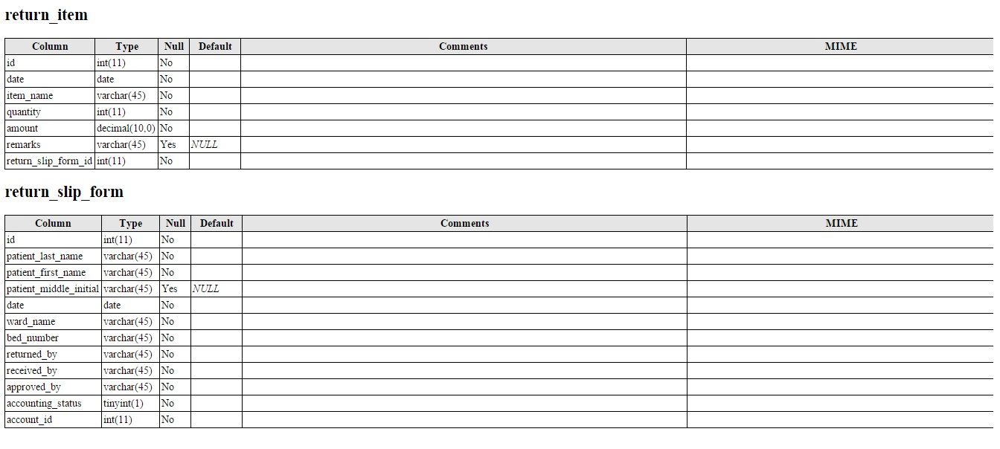 return_item
Column Type Null Default Comments MIME
id int(11) No
date date No
item_name varchar(45) No
quantity int(11) No
amount decimal(10,0) No
remarks varchar(45) Yes NULL
return_slip_form_id int(11) No
return_slip_form
Column Type Null Default Comments MIME
id int(11) No
patient_last_name varchar(45) No
patient_first_name varchar(45) No
patient_middle_initial varchar(45) Yes NULL
date date No
ward_name varchar(45) No
bed_number varchar(45) No
returned_by varchar(45) No
received_by varchar(45) No
approved_by varchar(45) No
accounting_status tinyint(1) No
account_id int(11) No